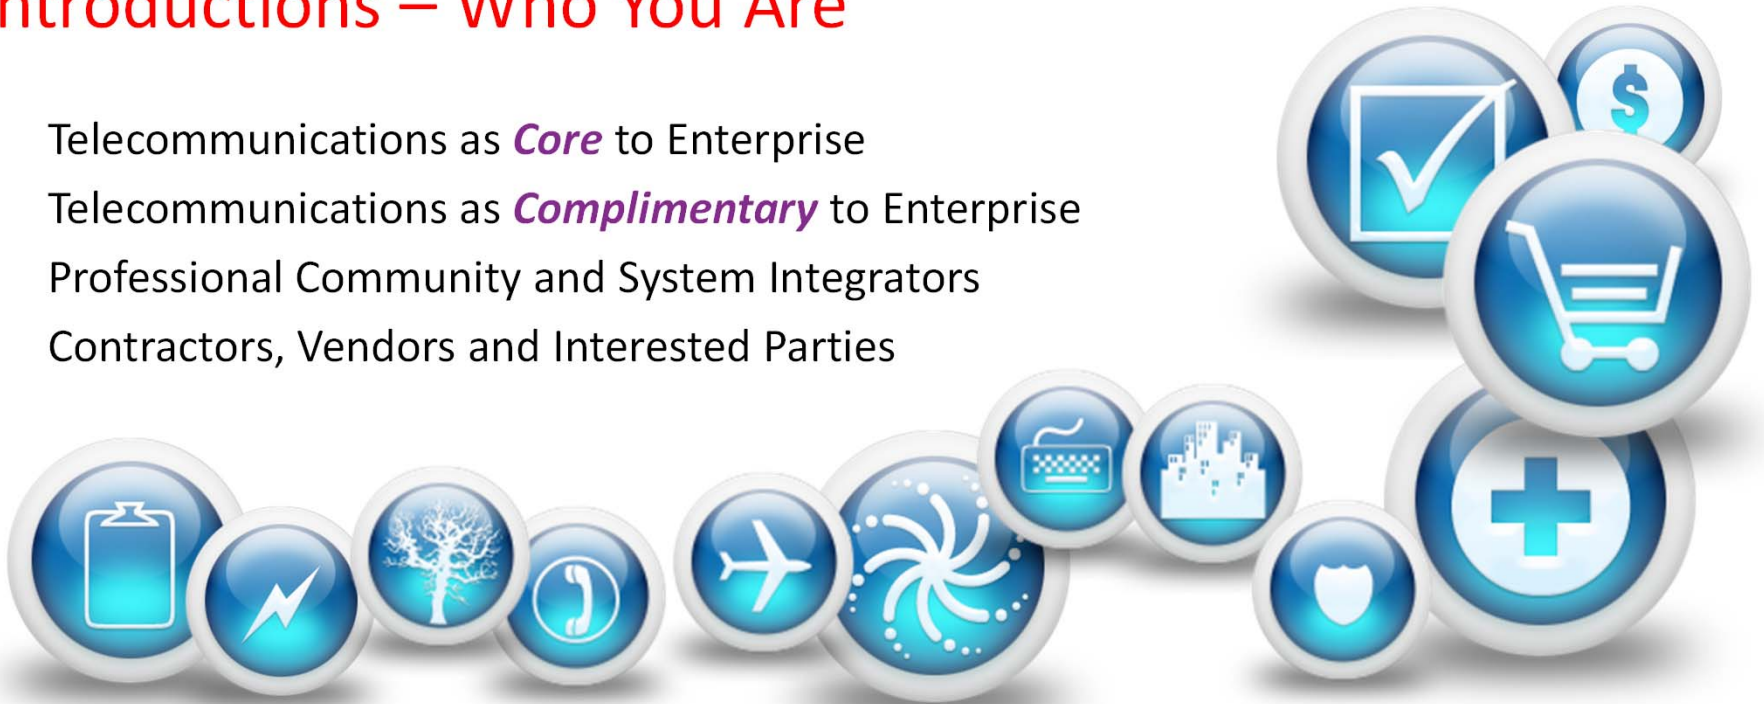 ntroductions – Who You Are
Telecommunications as Core to Enterprise
Telecommunications as Complimentary to Enterprise
Professional Community and System Integrators
Contractors, Vendors and Interested Parties
$